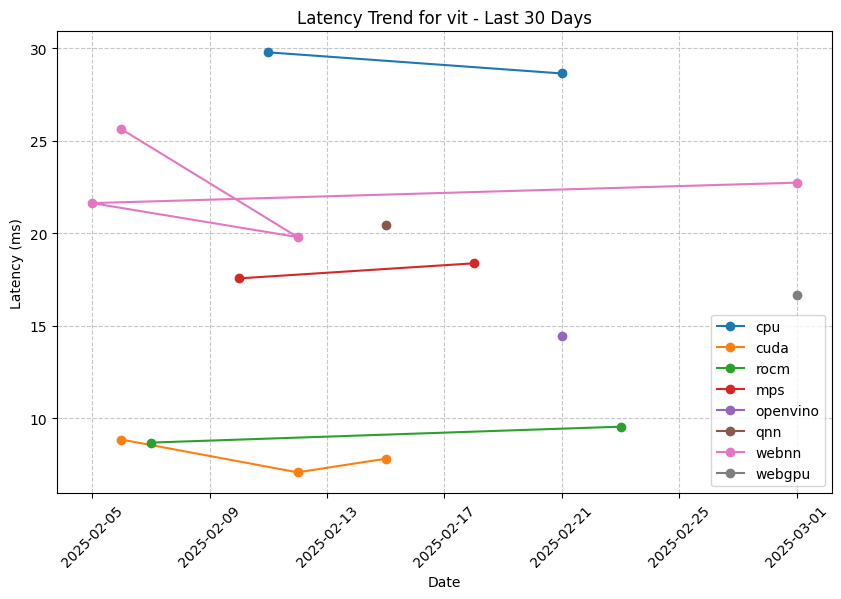 Latency Trend for vit - Last 30 Days
Latency (ms)
30
25
20
15
10
cpu
cuda
rocm
mps
openvino
qnn
webnn
webgpu
2025-02-05
2025-02-09
2025-02-13
2025-02-17
2025-02-21
2025-02-25
2025-03-01
Date